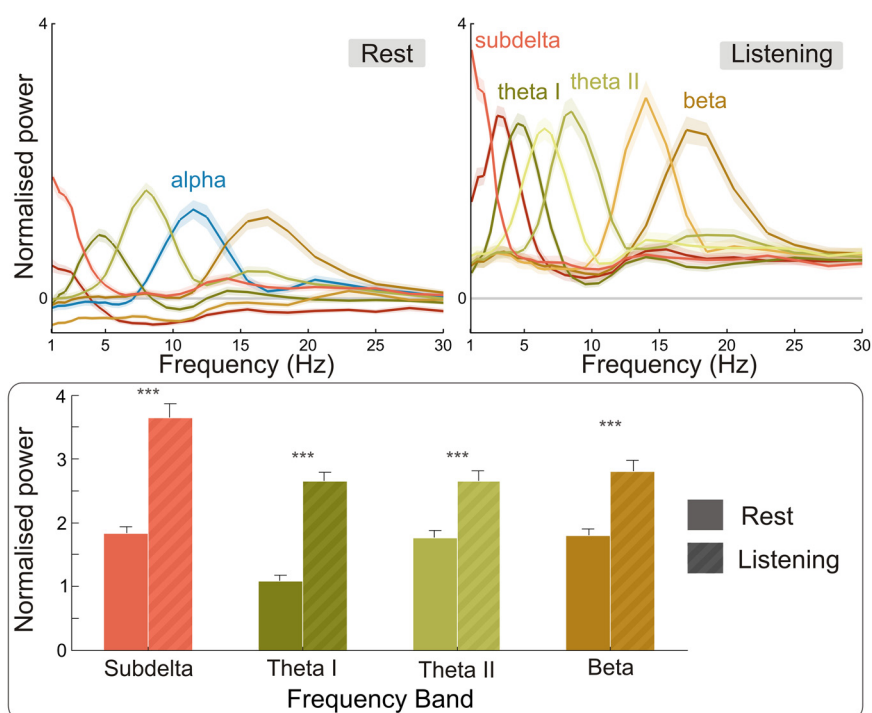 4
Rest
Normalised power
alpha
0
1 5 10 15 20 25 30
Frequency (Hz)
4
subdelta
Listening
theta I
theta II
beta
0
1 5 10 15 20 25 30
Frequency (Hz)
4
3
2
1
0
Normalised power
***
***
***
***
Subdelta
Theta I
Theta II
Beta
Frequency Band
Rest
Listening